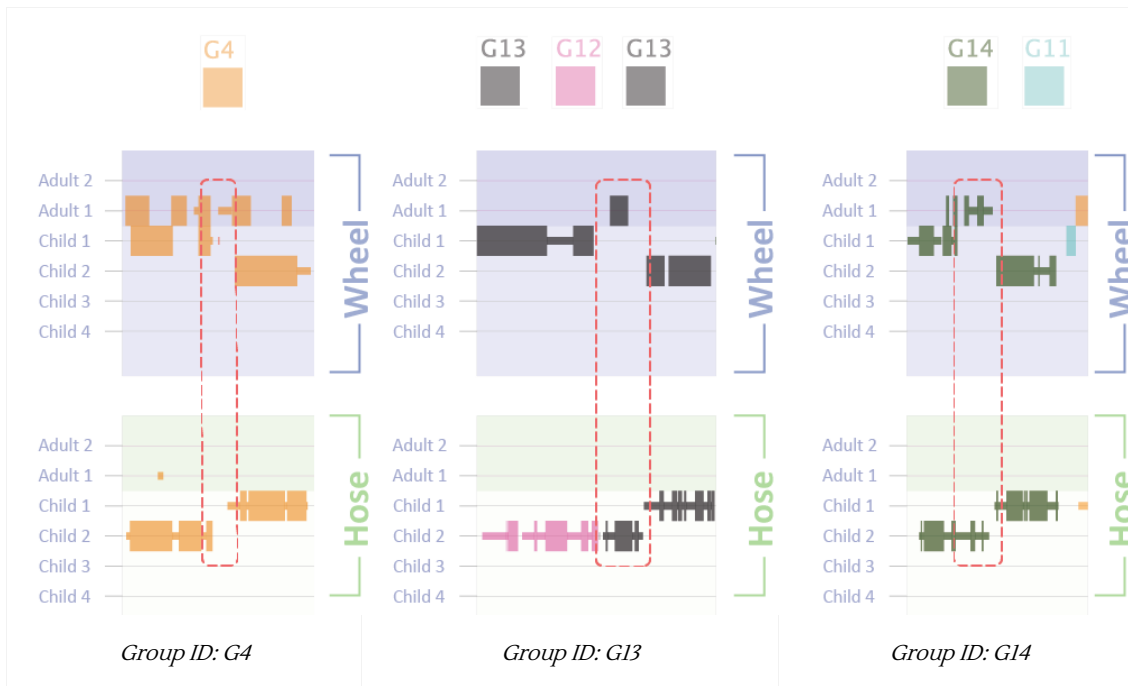 G4
G13 G12 G13
G14 G11
Adult 2
Adult 1
Child 1
Child 2
Child 3
Child 4
Wheel
Adult 2
Adult 1
Child 1
Child 2
Child 3
Child 4
Hose
Group ID: G4
Adult 2
Adult 1
Child 1
Child 2
Child 3
Child 4
Wheel
Adult 2
Adult 1
Child 1
Child 2
Child 3
Child 4
Hose
Group ID: G13
Adult 2
Adult 1
Child 1
Child 2
Child 3
Child 4
Wheel
Adult 2
Adult 1
Child 1
Child 2
Child 3
Child 4
Hose
Group ID: G14